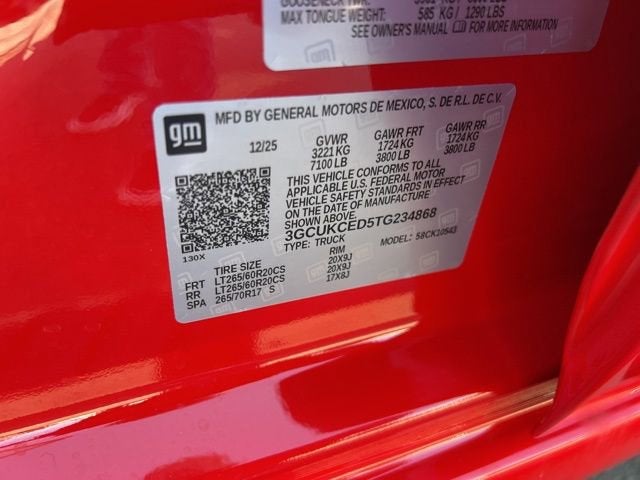 MAX TONGUE WEIGHT: 585 KG / 1290 LBS
SEE OWNER'S MANUAL FOR MORE INFORMATION
gm
MFD BY GENERAL MOTORS DE MEXICO, S. DE R.L. DE C.V.
12/25 GVWR GAWR FRT GAWR RR
3221 KG 1724 KG 1724 KG
7100 LB 3800 LB 3800 LB
THIS VEHICLE CONFORMS TO ALL
APPLICABLE U.S. FEDERAL MOTOR
VEHICLE SAFETY STANDARDS IN EFFECT
ON THE DATE OF MANUFACTURE
SHOWN ABOVE.
3GCUKCED5TG234868
TYPE: TRUCK MODEL: 58CK10543
130X
TIRE SIZE RIM
FRT LT265/60R20CS 20X9J
RR LT265/60R20CS 20X9J
SPA 265/70R17 S 17X8J